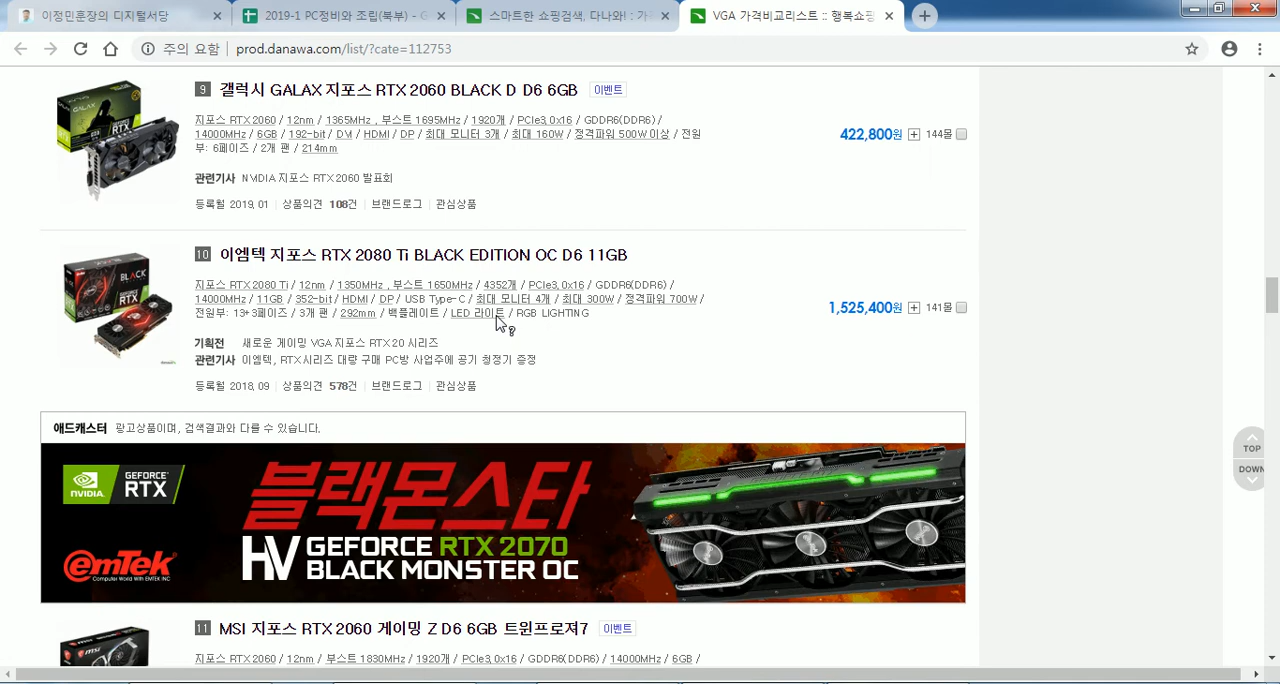 이정민훈장의 디지털서당
2019-1 PC정비와 조립(북부) - G
스마트한 쇼핑검색, 다나와! : 가
VGA 가격비교리스트 :: 행복쇼핑
주의 요함 | prod.danawa.com/list/?cate=112753
9 갤럭시 GALAX 지포스 RTX 2060 BLACK D D6 6GB 이벤트
지포스 RTX 2060 / 12nm / 1365MHz , 부스트 1695MHz / 1920개 / PCIe3.0x16 / GDDR6(DDR6) /
14000MHz / 6GB / 192-bit / DVI / HDMI / DP / 최대 모니터 3개 / 최대 160W / 정격파워 500W 이상 / 전원
부: 6페이즈 / 2개 팬 / 214mm
422,800원 144몰
관련기사 NVIDIA 지포스 RTX 2060 발표회
등록월 2019.01 | 상품의견 108건 | 브랜드로그 | 관심상품
10 이엠텍 지포스 RTX 2080 Ti BLACK EDITION OC D6 11GB
지포스 RTX 2080 Ti / 12nm / 1350MHz , 부스트 1650MHz / 4352개 / PCIe3.0x16 / GDDR6(DDR6) /
14000MHz / 11GB / 352-bit / HDMI / DP / USB Type-C / 최대 모니터 4개 / 최대 300W / 정격파워 700W /
전원부: 13+3페이즈 / 3개 팬 / 292mm / 백플레이트 / LED 라이트 / RGB LIGHTING
1,525,400원 141몰
기획전 새로운 게이밍 VGA 지포스 RTX 20 시리즈
관련기사 이엠텍, RTX시리즈 대량 구매 PC방 사업주에 공기 청정기 증정
등록월 2018.09 | 상품의견 578건 | 브랜드로그 | 관심상품
애드캐스터 광고상품이며, 검색결과와 다를 수 있습니다.
NVIDIA GEFORCE RTX
블랙몬스타
HV GEFORCE RTX 2070
BLACK MONSTER OC
emTek
Computer World With EMTEK INC
TOP
DOWN
11 MSI 지포스 RTX 2060 게이밍 Z D6 6GB 트윈프로져7 이벤트
지포스 RTX 2060 / 12nm / 부스트 1830MHz / 1920개 / PCIe3.0x16 / GDDR6(DDR6) / 14000MHz / 6GB /